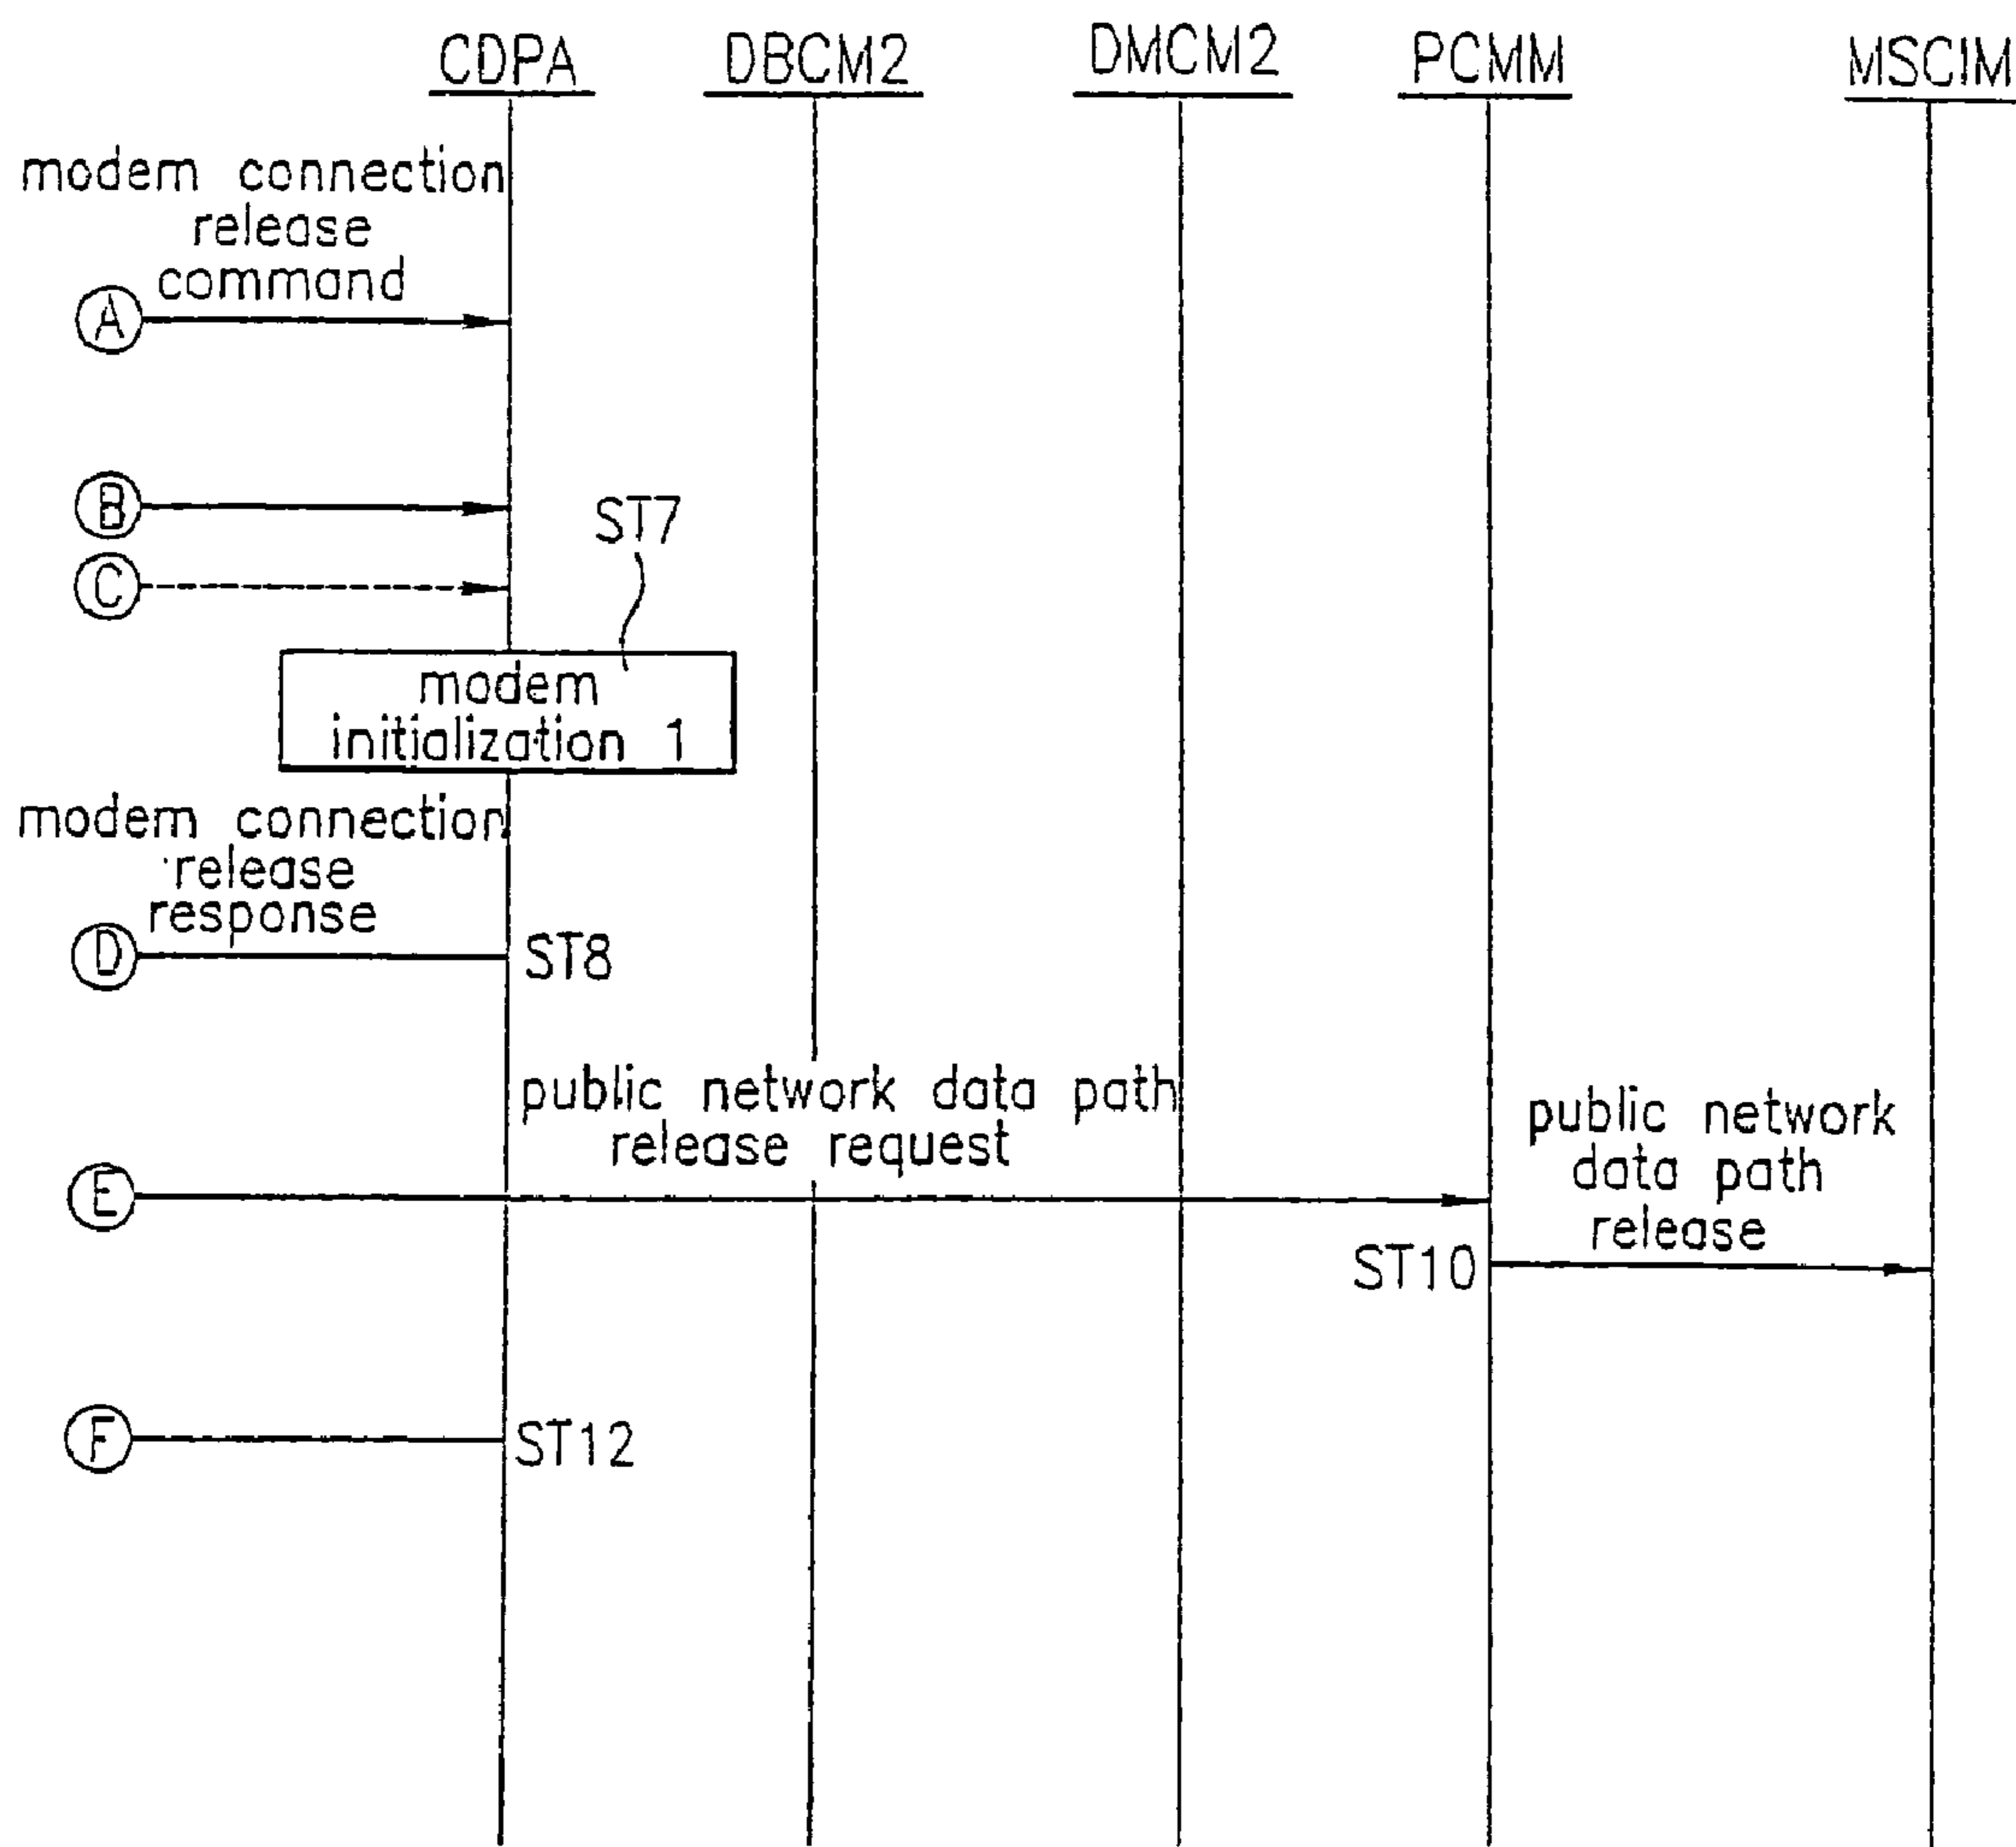 CDPA DBCM2 DMCM2 PCMM MSCIM
modem connection
release
command
A
B
ST7
C
modem
initialization 1
modem connection
release
response
D ST8
public network data path
release request
public network
data path
release
E
ST10
F ST12